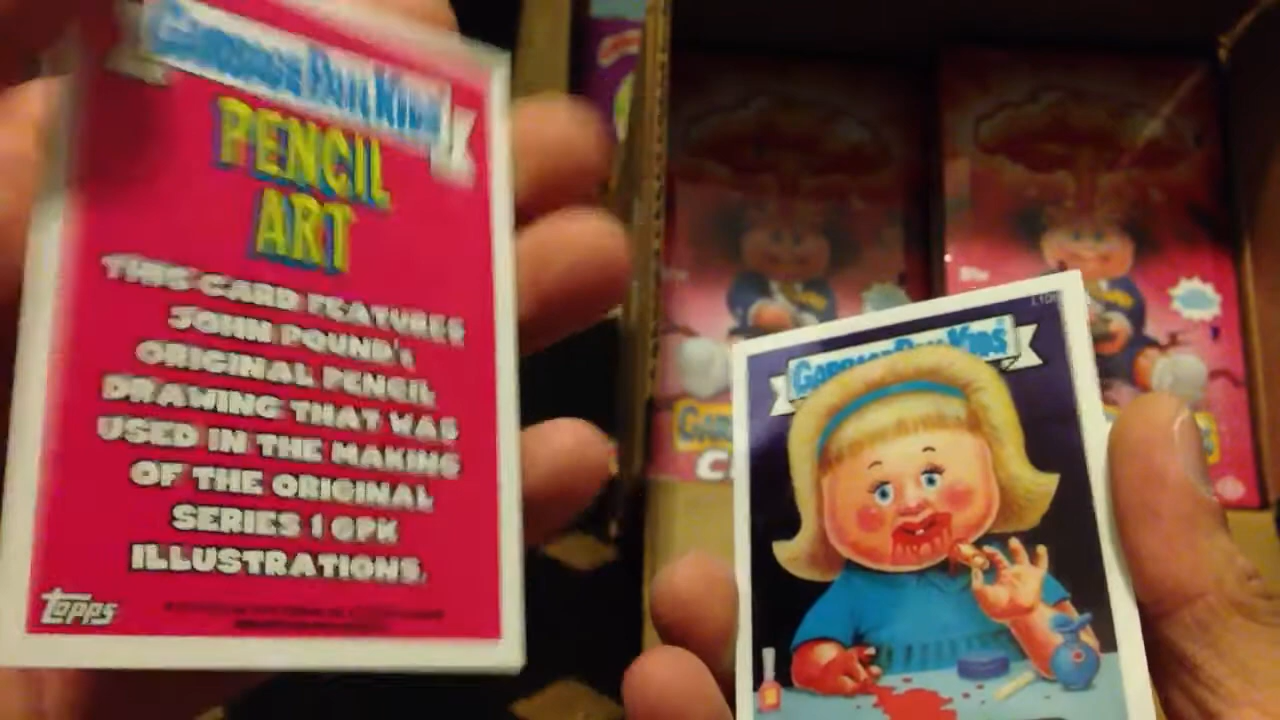 GARBAGE PAIL KIDS
PENCIL
ART
THIS CARD FEATURES
JOHN POUND'S
ORIGINAL PENCIL
DRAWING THAT WAS
USED IN THE MAKING
OF THE ORIGINAL
SERIES 1 GPK
ILLUSTRATIONS.
TOPPS
GARBAGE PAIL KIDS